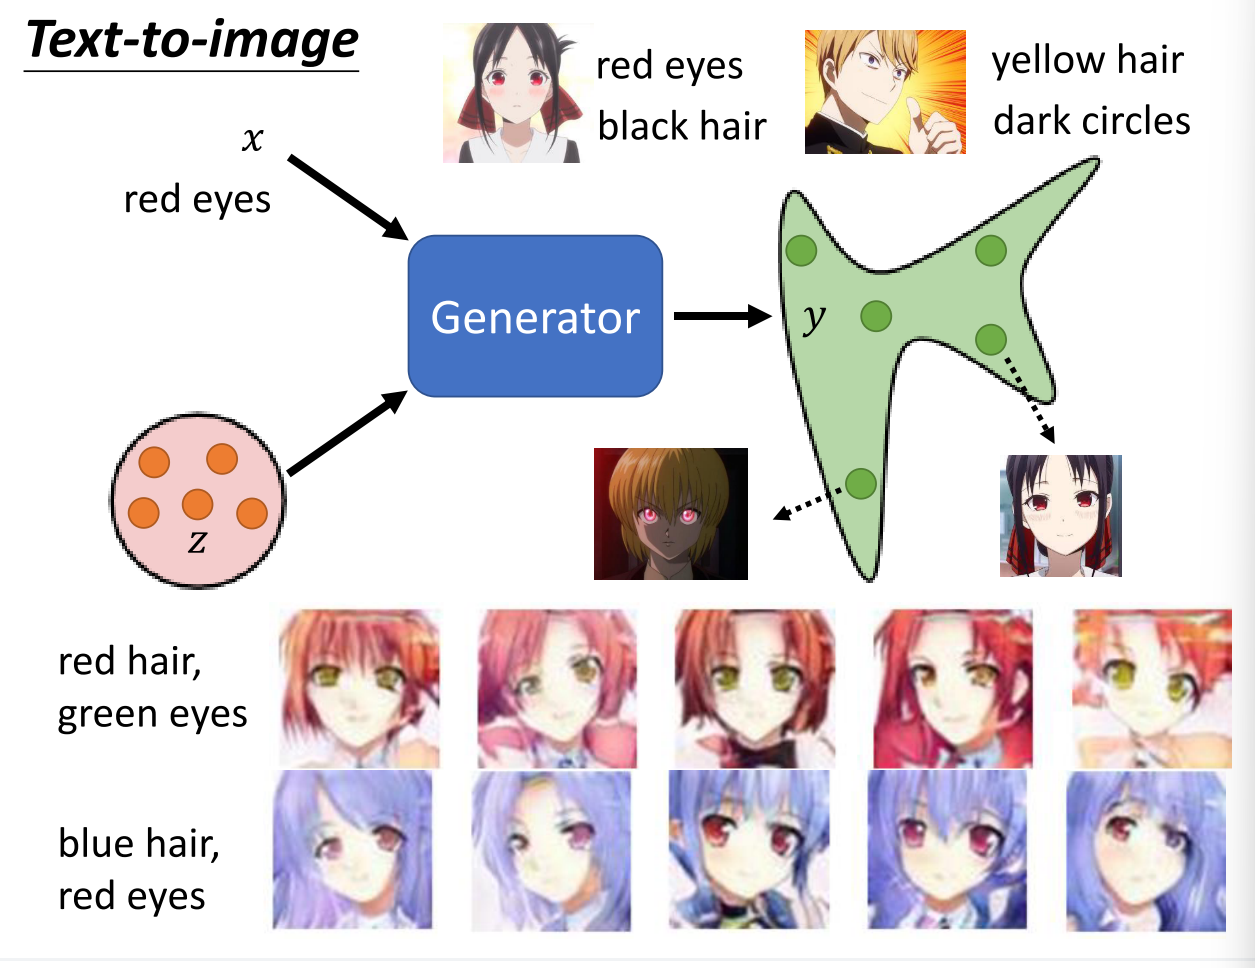 Text-to-image
red eyes
black hair
yellow hair
dark circles
x
red eyes
Generator
y
z
red hair,
green eyes
blue hair,
red eyes